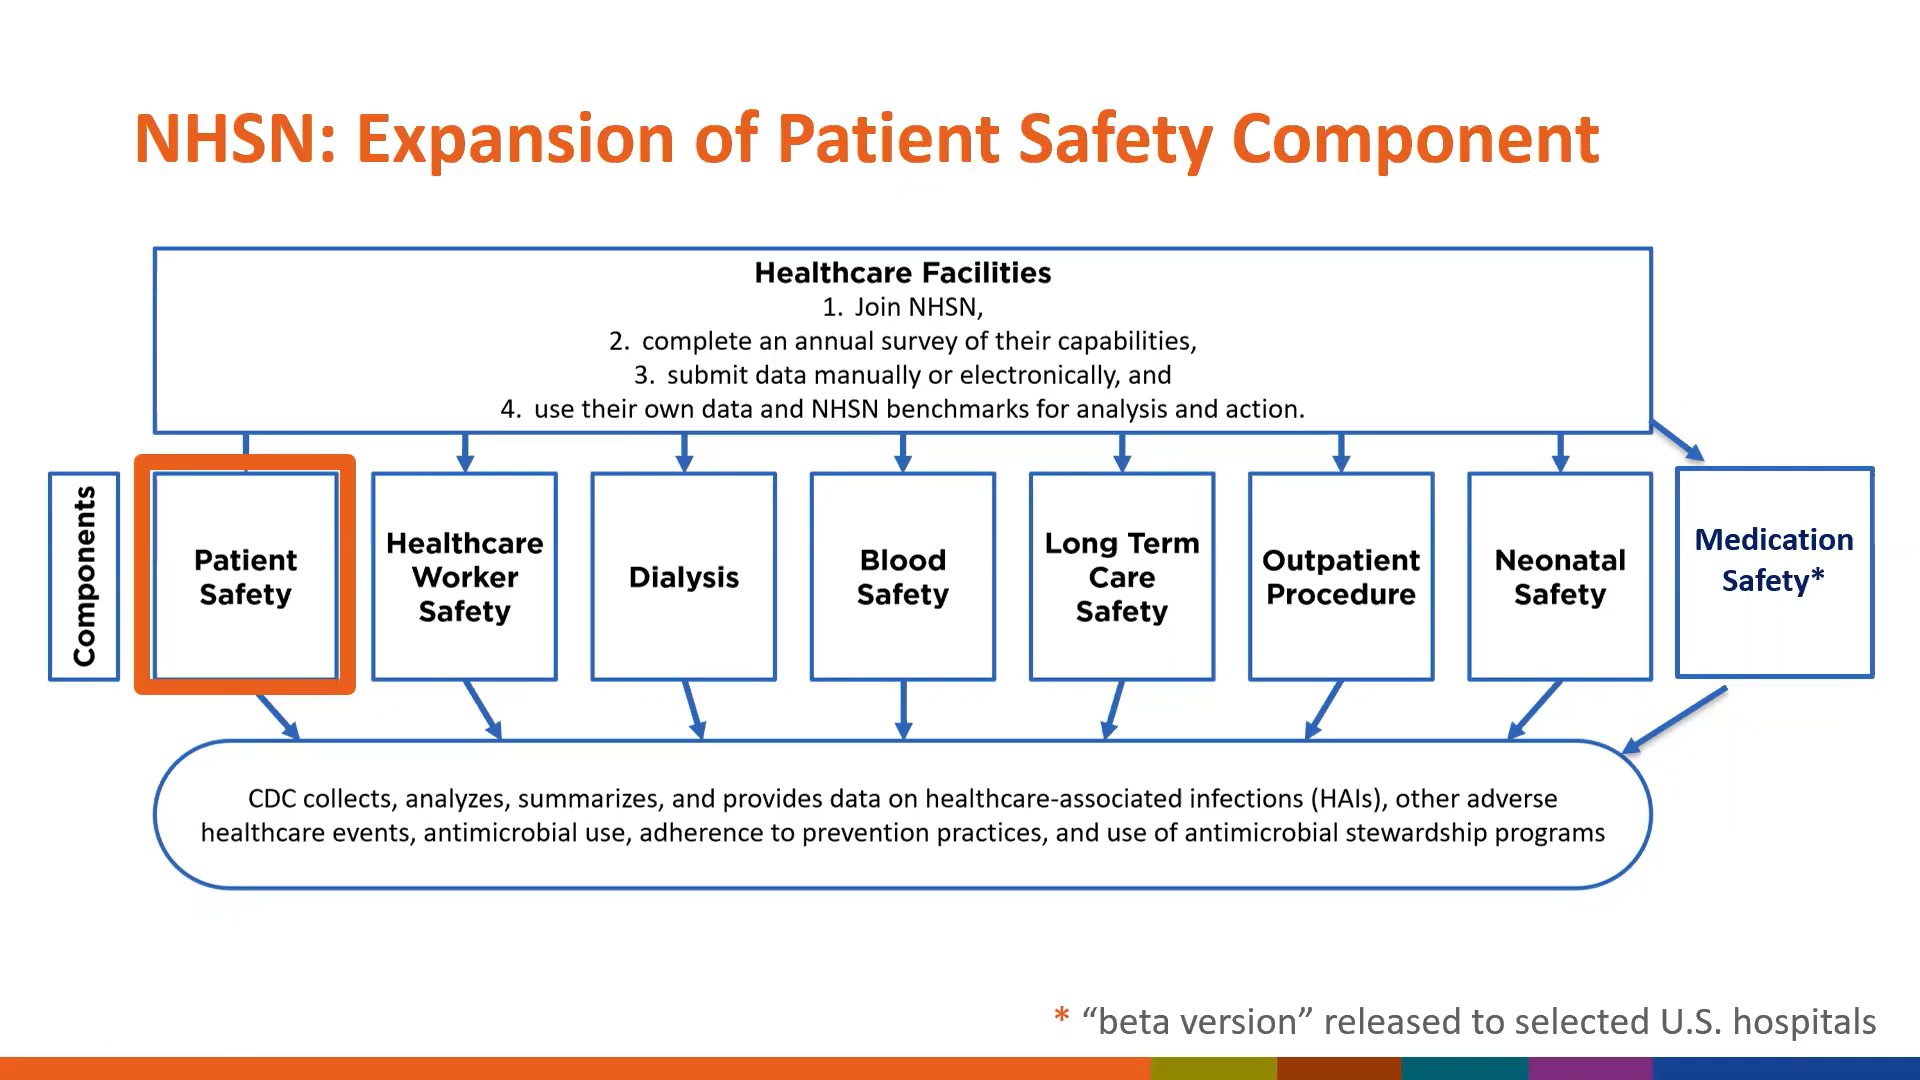 NHSN: Expansion of Patient Safety Component
Healthcare Facilities
1. Join NHSN,
2. complete an annual survey of their capabilities,
3. submit data manually or electronically, and
4. use their own data and NHSN benchmarks for analysis and action.
Components
Patient
Safety
Healthcare
Worker
Safety
Dialysis
Blood
Safety
Long Term
Care
Safety
Outpatient
Procedure
Neonatal
Safety
Medication
Safety*
CDC collects, analyzes, summarizes, and provides data on healthcare-associated infections (HAIs), other adverse
healthcare events, antimicrobial use, adherence to prevention practices, and use of antimicrobial stewardship programs
* “beta version” released to selected U.S. hospitals